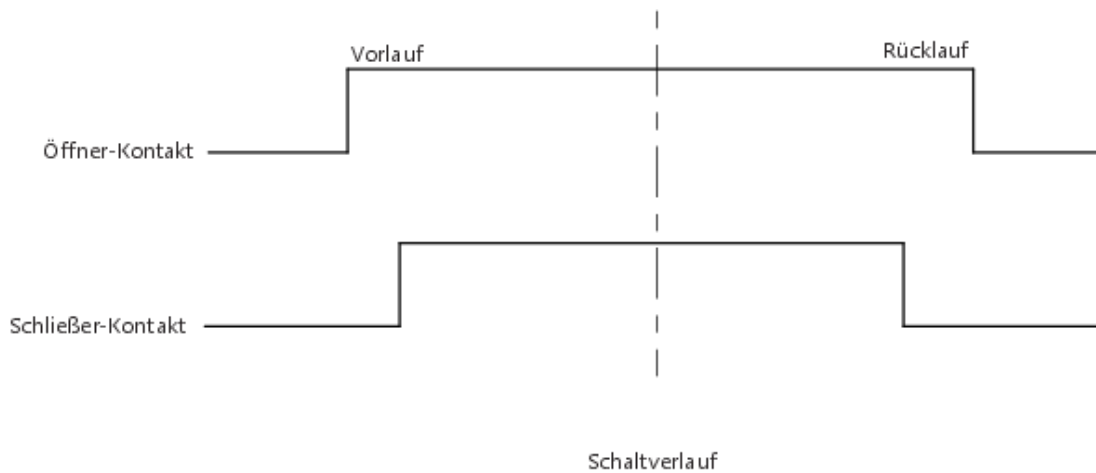 Vorlauf
Rücklauf
Öffner-Kontakt
Schließer-Kontakt
Schaltverlauf